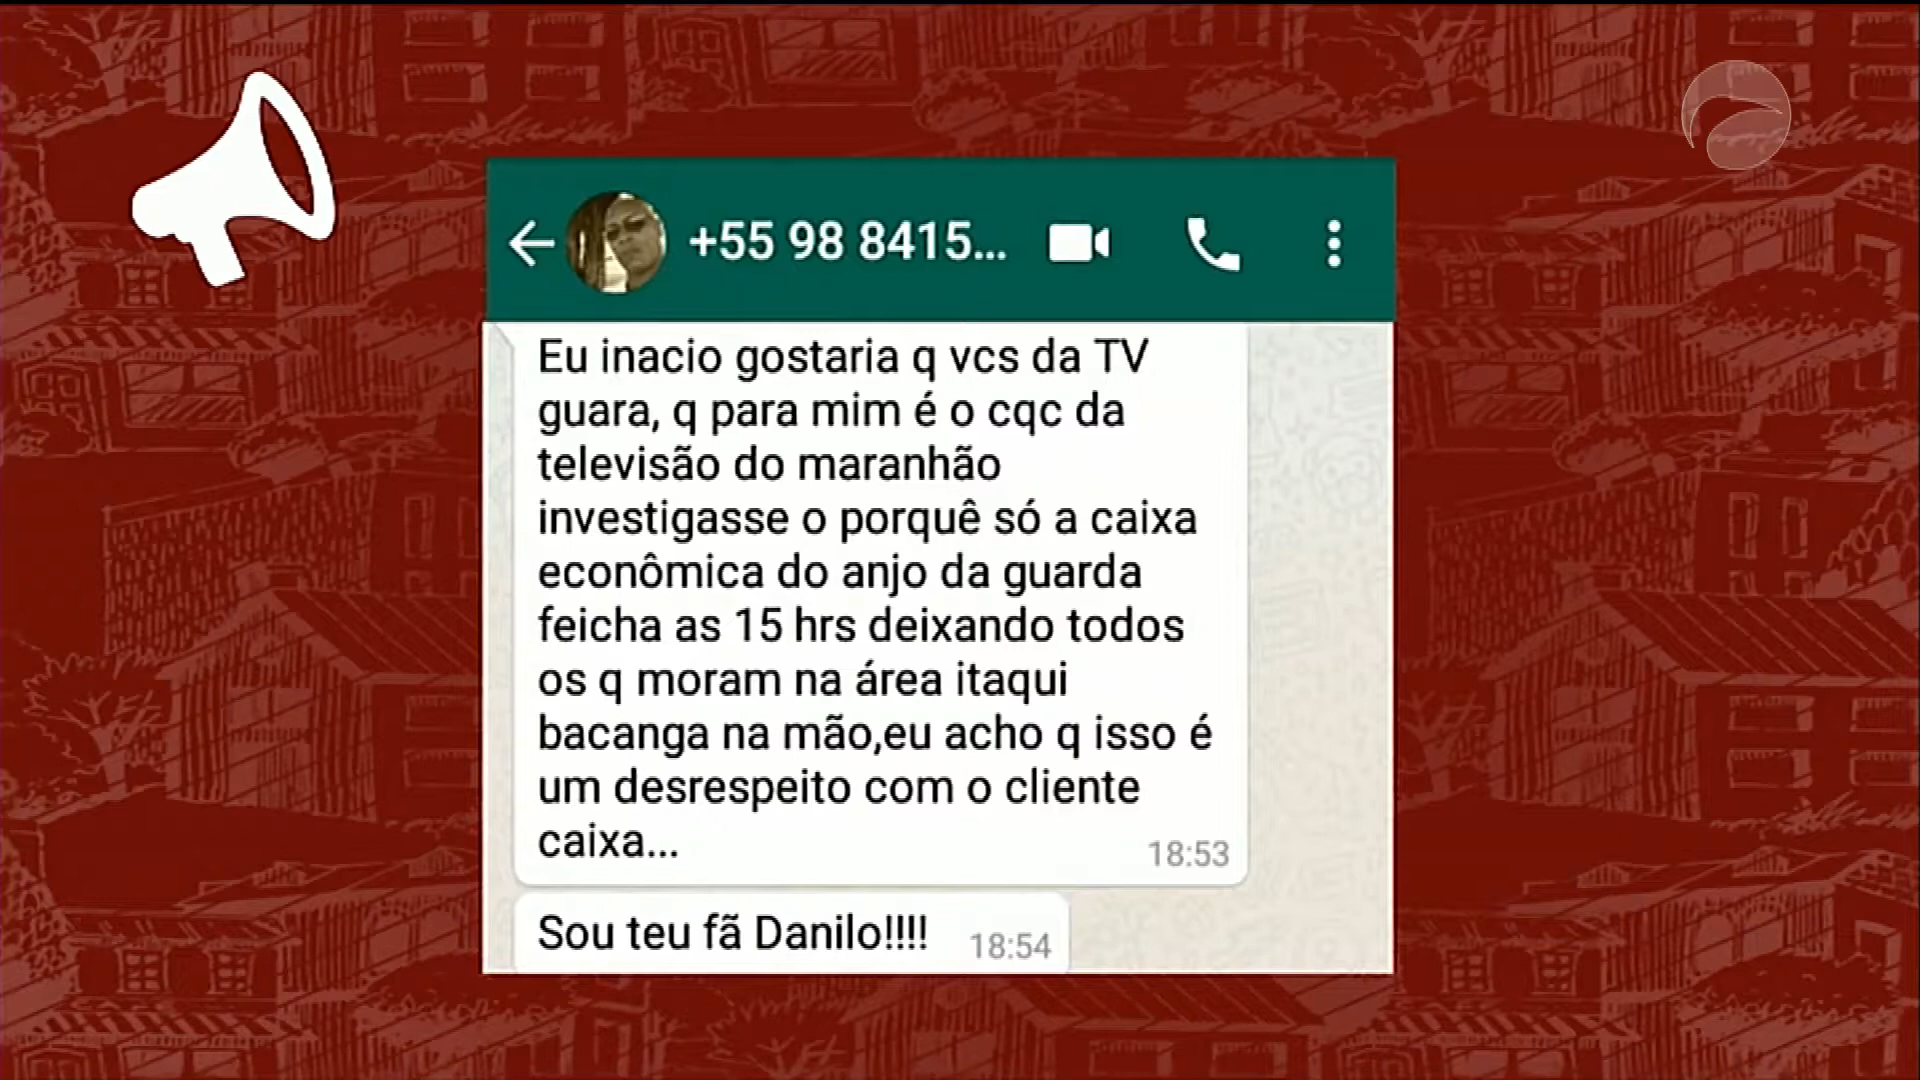 +55 98 8415...
Eu inacio gostaria q vcs da TV
guara, q para mim é o cqc da
televisão do maranhão
investigasse o porquê só a caixa
econômica do anjo da guarda
feicha as 15 hrs deixando todos
os q moram na área itaqui
bacanga na mão,eu acho q isso é
um desrespeito com o cliente
caixa...
18:53
Sou teu fã Danilo!!!!
18:54